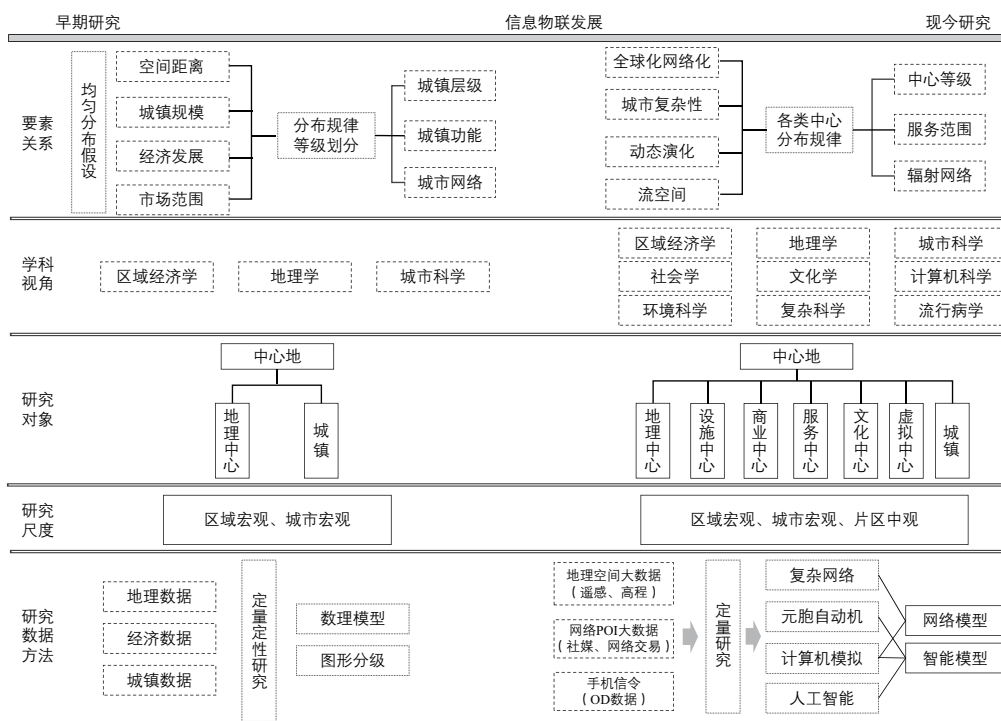 早期研究
信息物联发展
现今研究
要素
关系
均匀分布假设
空间距离
城镇规模
经济发展
市场范围
分布规律
等级划分
城镇层级
城镇功能
城市网络
全球化网络化
城市复杂性
动态演化
流空间
各类中心
分布规律
中心等级
服务范围
辐射网络
学科
视角
区域经济学
地理学
城市科学
区域经济学
地理学
城市科学
社会学
文化学
计算机科学
环境科学
复杂科学
流行病学
研究
对象
中心地
地理中心
城镇
中心地
地理中心
设施中心
商业中心
服务中心
文化中心
虚拟中心
城镇
研究
尺度
区域宏观、城市宏观
区域宏观、城市宏观、片区中观
研究
数据
方法
地理数据
经济数据
城镇数据
定量定性研究
数理模型
图形分级
地理空间大数据
（遥感、高程）
网络POI大数据
（社媒、网络交易）
手机信令
（OD数据）
定量研究
复杂网络
元胞自动机
计算机模拟
人工智能
网络模型
智能模型